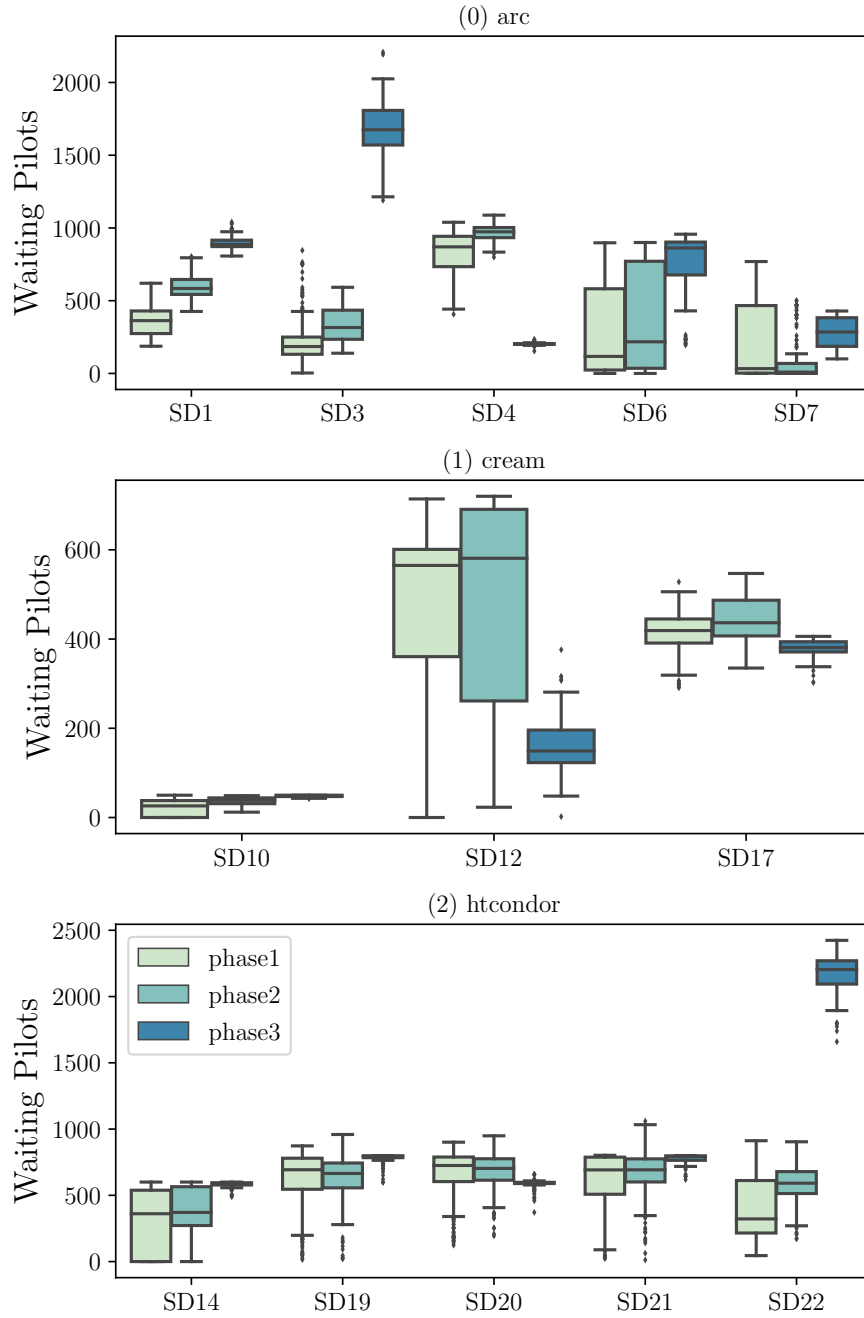 (0) arc
Waiting Pilots
2000
1500
1000
500
0
SD1 SD3 SD4 SD6 SD7
(1) cream
Waiting Pilots
600
400
200
0
SD10 SD12 SD17
(2) htcondor
Waiting Pilots
2500
2000
1500
1000
500
0
phase1
phase2
phase3
SD14 SD19 SD20 SD21 SD22